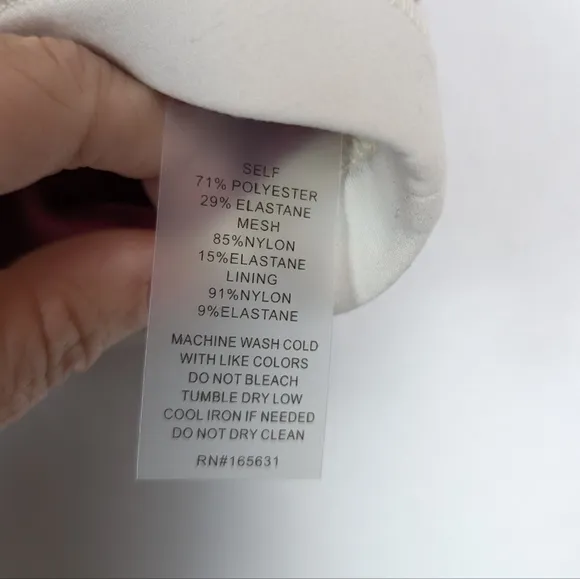 SELF
71% POLYESTER
29% ELASTANE
MESH
85%NYLON
15%ELASTANE
LINING
91%NYLON
9%ELASTANE
MACHINE WASH COLD
WITH LIKE COLORS
DO NOT BLEACH
TUMBLE DRY LOW
COOL IRON IF NEEDED
DO NOT DRY CLEAN
RN#165631